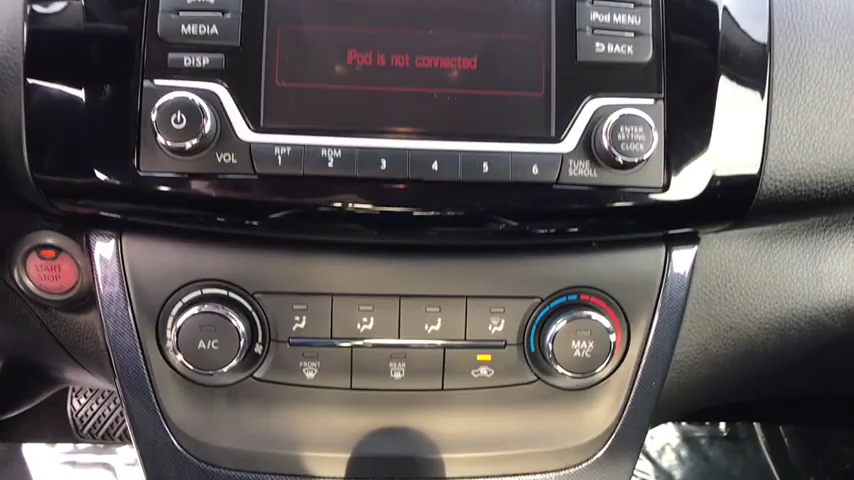 MEDIA
DISP
iPod is not connected
iPod MENU
BACK
VOL
RPT
1
RDM
2
3
4
5
6
TUNE
SCROLL
ENTER
SETTING
CLOCK
START
STOP
A/C
FRONT
REAR
MAX
A/C